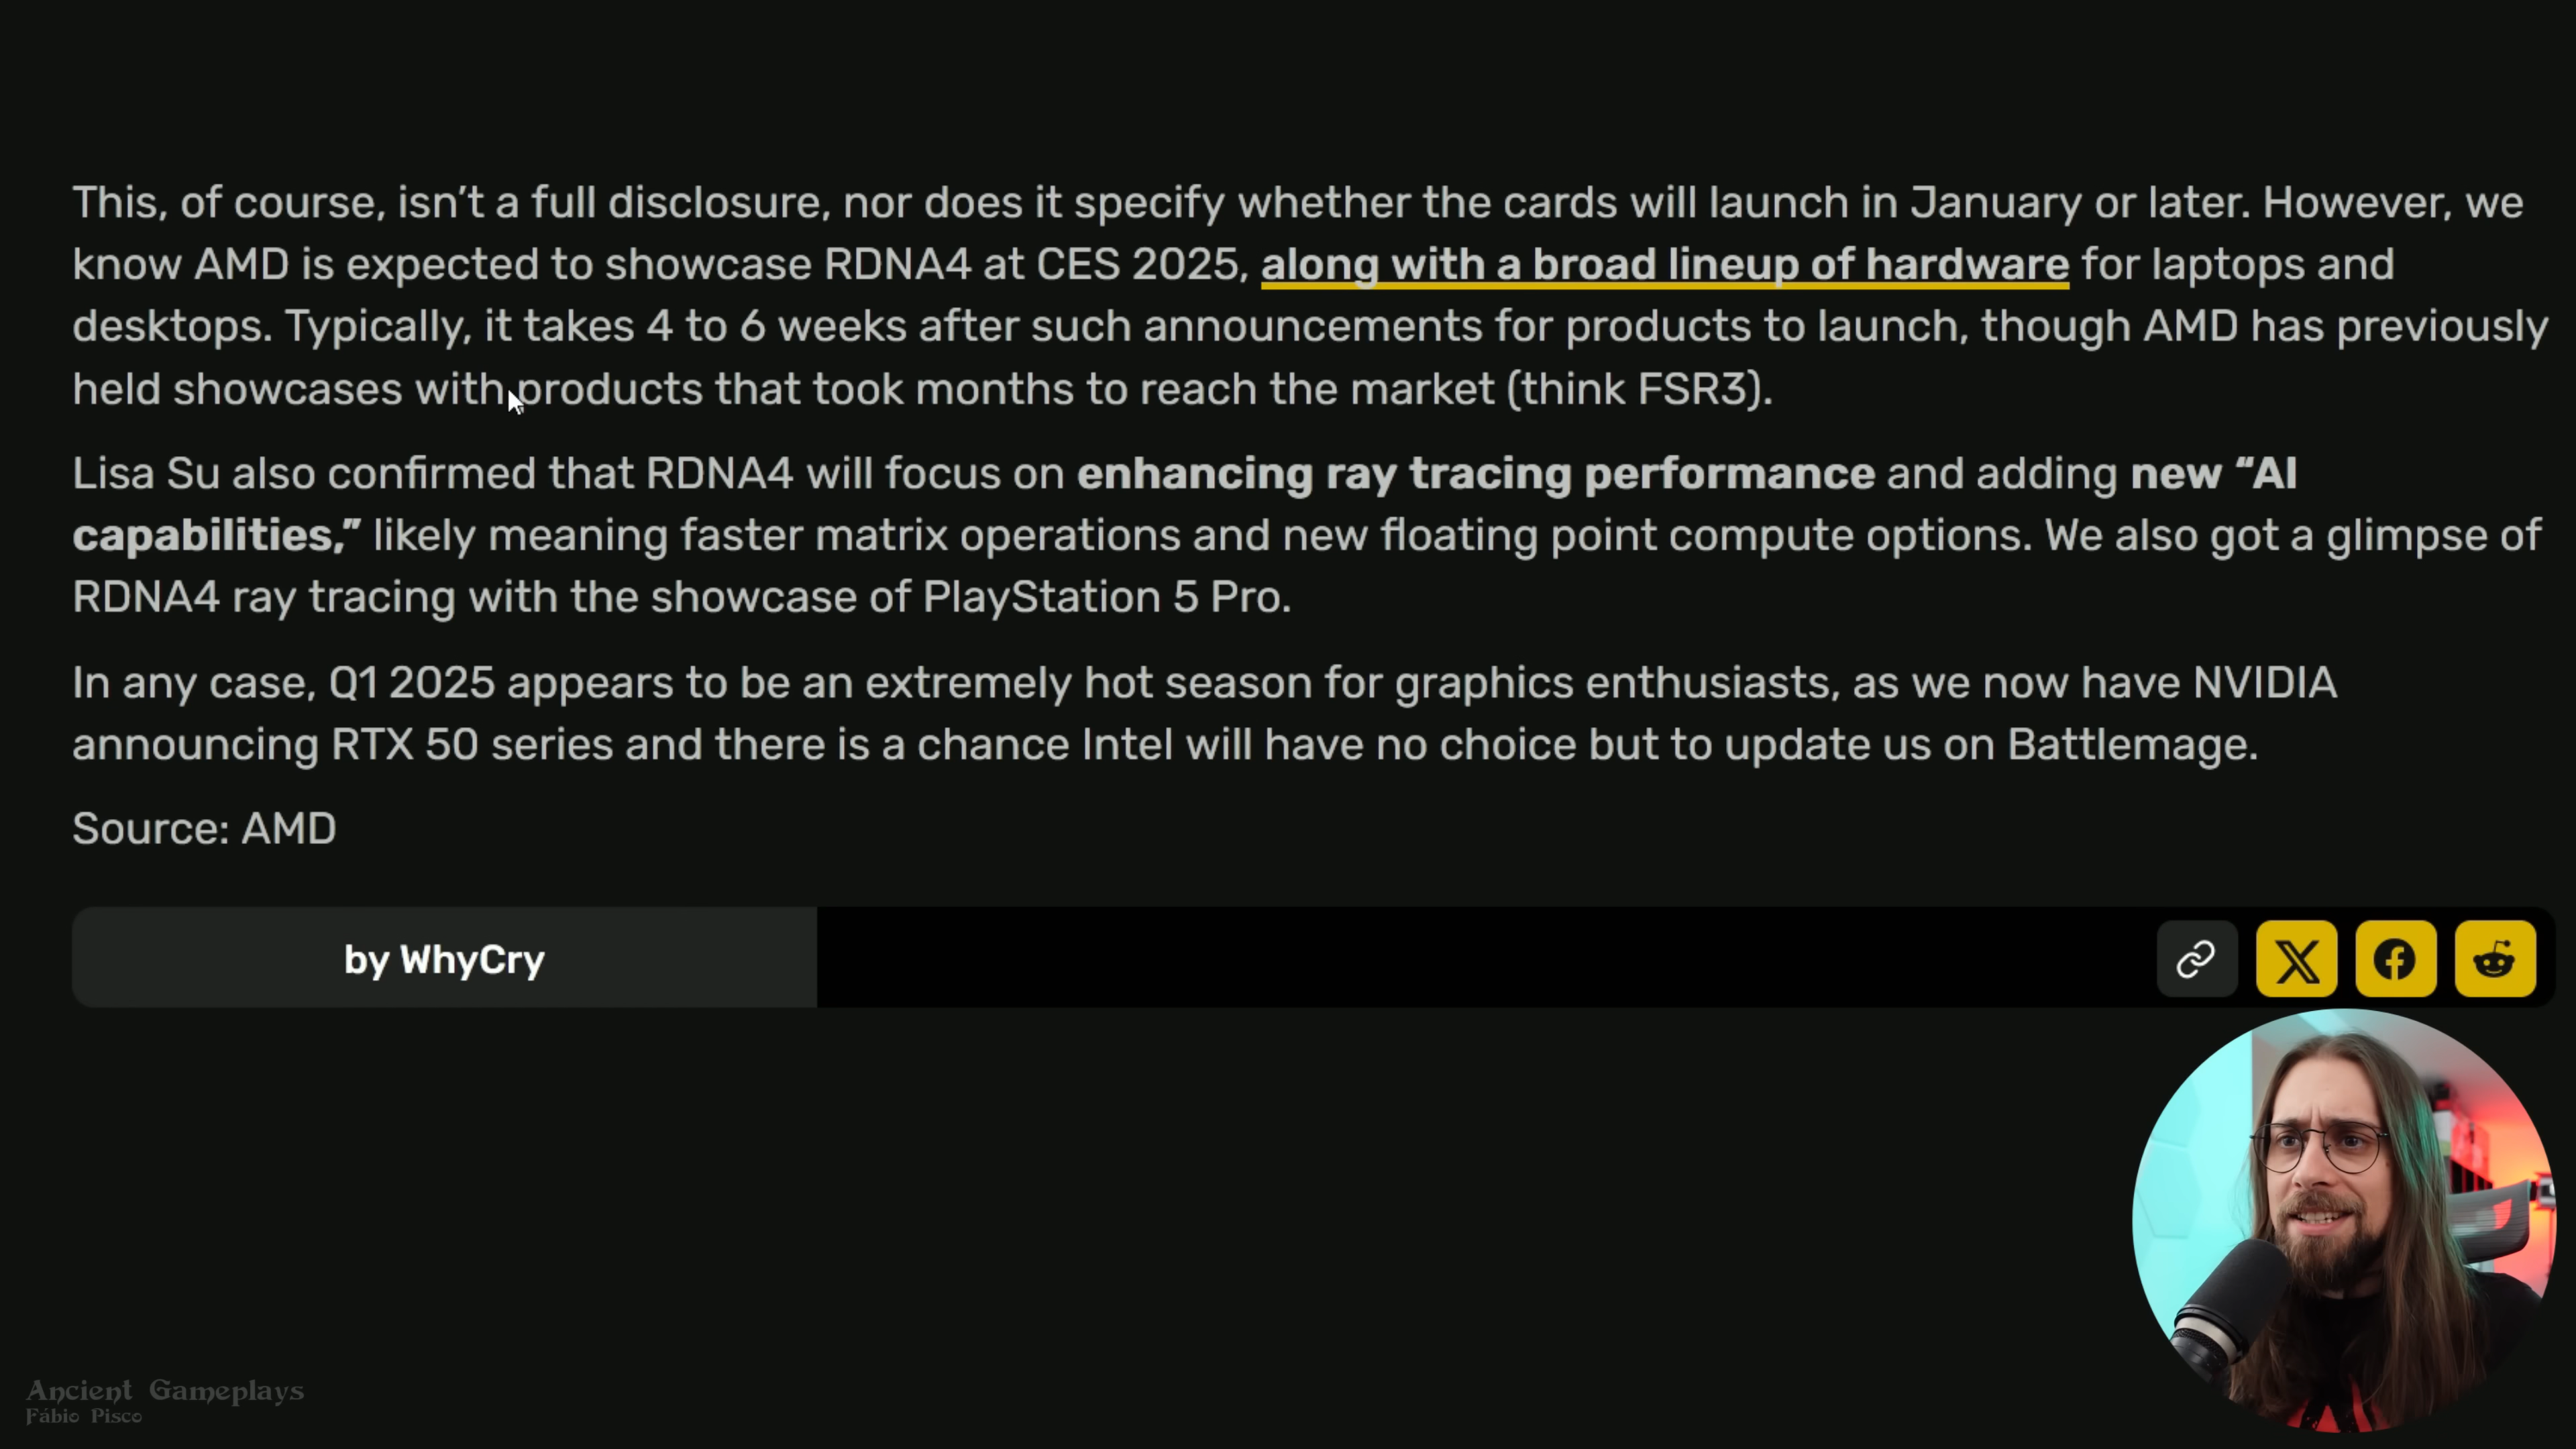 This, of course, isn’t a full disclosure, nor does it specify whether the cards will launch in January or later. However, we
know AMD is expected to showcase RDNA4 at CES 2025, along with a broad lineup of hardware for laptops and
desktops. Typically, it takes 4 to 6 weeks after such announcements for products to launch, though AMD has previously
held showcases with products that took months to reach the market (think FSR3).
Lisa Su also confirmed that RDNA4 will focus on enhancing ray tracing performance and adding new “AI
capabilities,” likely meaning faster matrix operations and new floating point compute options. We also got a glimpse of
RDNA4 ray tracing with the showcase of PlayStation 5 Pro.
In any case, Q1 2025 appears to be an extremely hot season for graphics enthusiasts, as we now have NVIDIA
announcing RTX 50 series and there is a chance Intel will have no choice but to update us on Battlemage.
Source: AMD
by WhyCry
Ancient Gameplays
Fábio Pisco